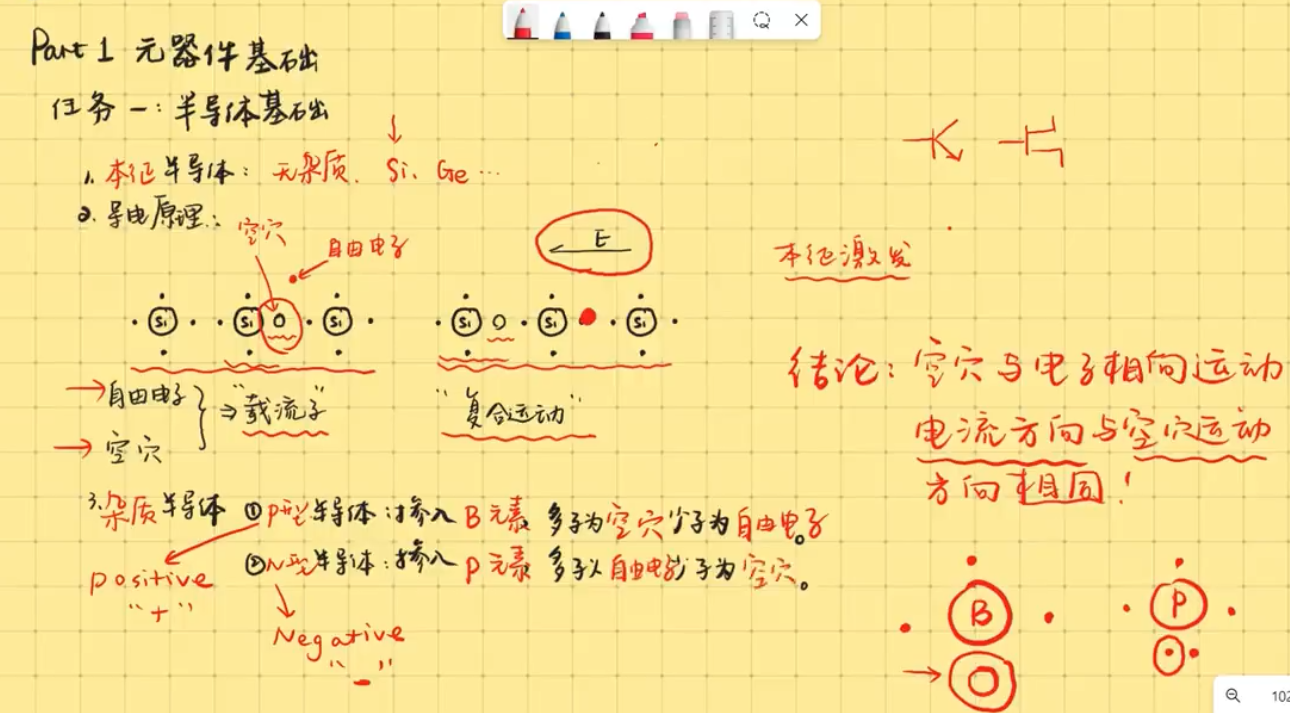 Part 1 元器件基础
任务一：半导体基础
1. 本征半导体：无杂质. Si、Ge …
2. 导电原理：
空穴
自由电子
E
本征激发
Si Si Si
Si Si Si
自由电子
空穴
⇒ "载流子"
"复合运动"
结论：空穴与电子相向运动
电流方向与空穴运动
方向相同！
3. 杂质半导体 ① P型半导体：掺入 B 元素 多子为空穴少子为自由电子。
② N型半导体：掺入 P 元素 多子以自由电子少子为空穴。
positive
"+"
Negative
"-"
B
P
102